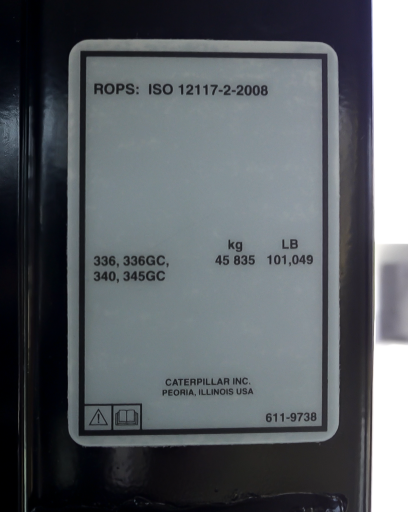 ROPS: ISO 12117-2-2008
kg LB
336, 336GC, 45 835 101,049
340, 345GC
CATERPILLAR INC.
PEORIA, ILLINOIS USA
611-9738